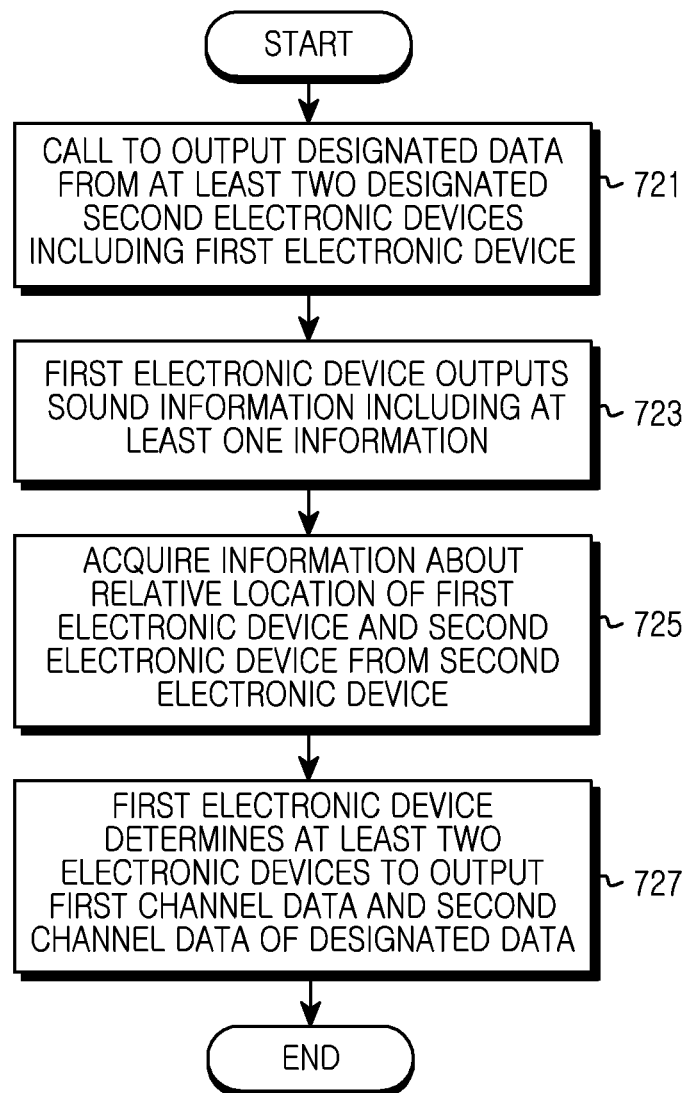 START
CALL TO OUTPUT DESIGNATED DATA
FROM AT LEAST TWO DESIGNATED
SECOND ELECTRONIC DEVICES
INCLUDING FIRST ELECTRONIC DEVICE
721
FIRST ELECTRONIC DEVICE OUTPUTS
SOUND INFORMATION INCLUDING AT
LEAST ONE INFORMATION
723
ACQUIRE INFORMATION ABOUT
RELATIVE LOCATION OF FIRST
ELECTRONIC DEVICE AND SECOND
ELECTRONIC DEVICE FROM SECOND
ELECTRONIC DEVICE
725
FIRST ELECTRONIC DEVICE
DETERMINES AT LEAST TWO
ELECTRONIC DEVICES TO OUTPUT
FIRST CHANNEL DATA AND SECOND
CHANNEL DATA OF DESIGNATED DATA
727
END